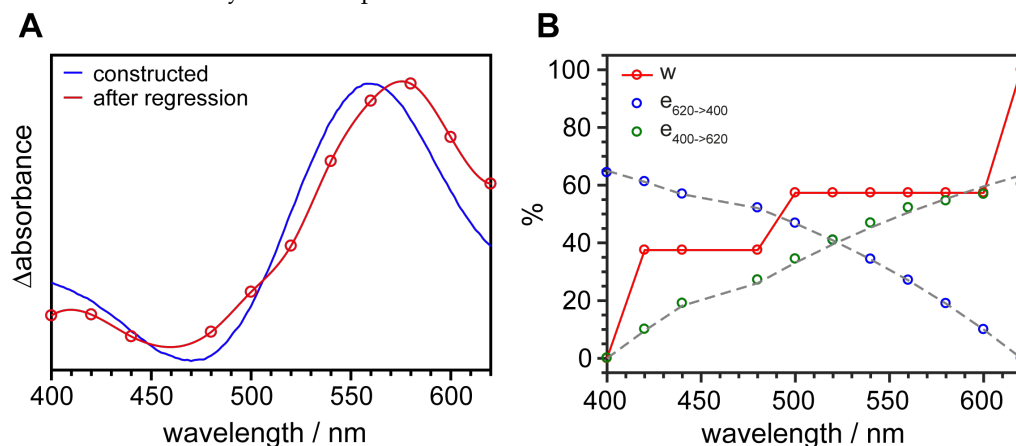 A
constructed
after regression
Δabsorbance
400 450 500 550 600
wavelength / nm
B
100
80
60
40
20
0
%
w
e620->400
e400->620
400 450 500 550 600
wavelength / nm